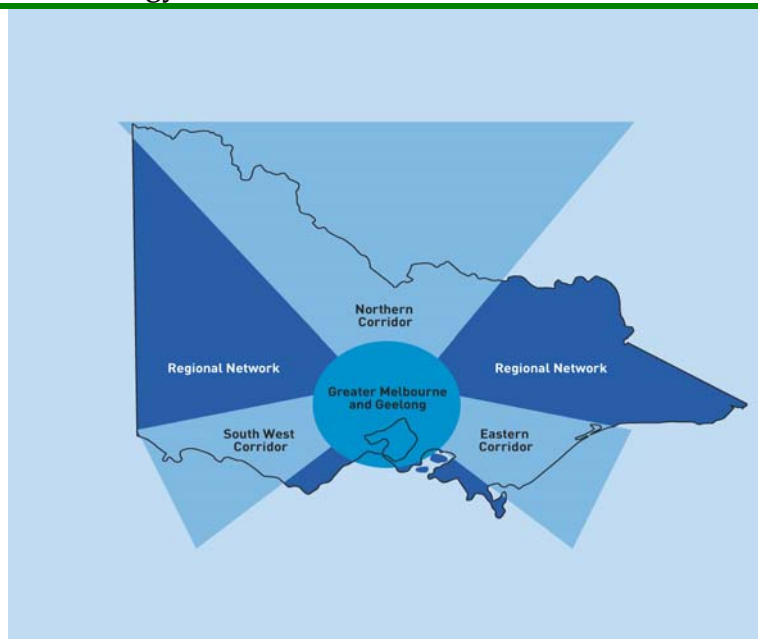 Northern
Corridor
Regional Network
Regional Network
Greater Melbourne
and Geelong
South West
Corridor
Eastern
Corridor